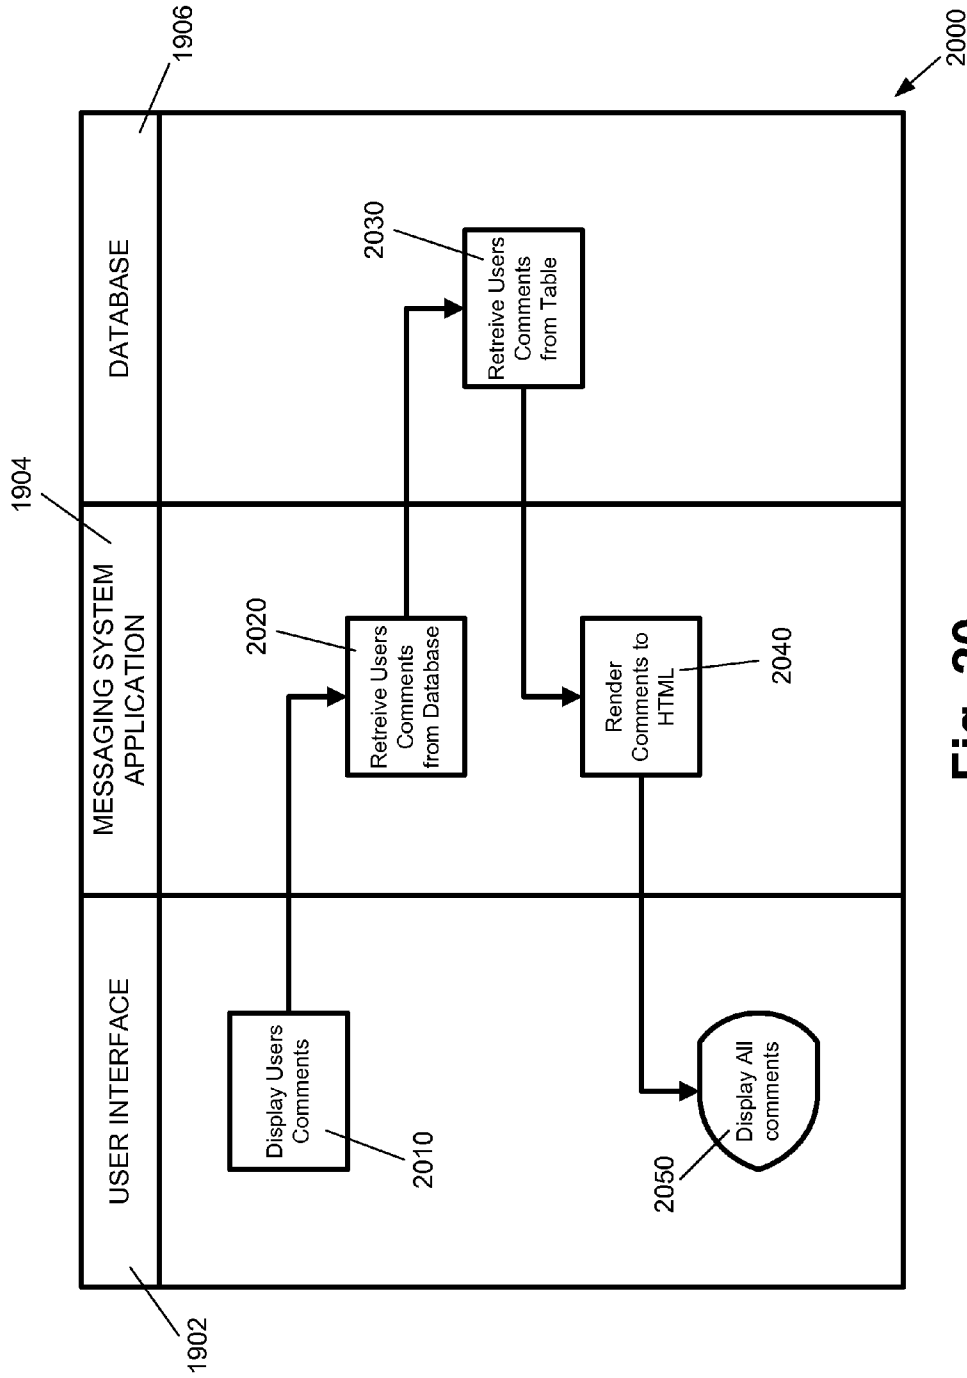 1904
USER INTERFACE
MESSAGING SYSTEM
APPLICATION
DATABASE
1902
1906
Display Users
Comments
2010
2020
Retreive Users
Comments
from Database
2030
Retreive Users
Comments
from Table
Render
Comments to
HTML
2040
2050
Display All
comments
2000
Fig. 20